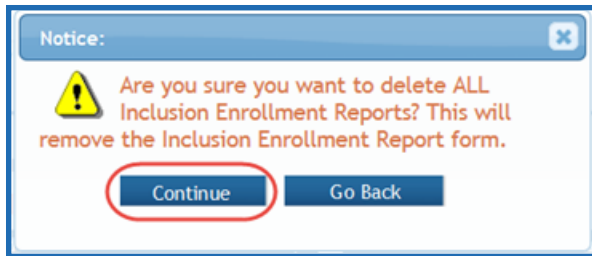 Notice:
Are you sure you want to delete ALL
Inclusion Enrollment Reports? This will
remove the Inclusion Enrollment Report form.
Continue Go Back